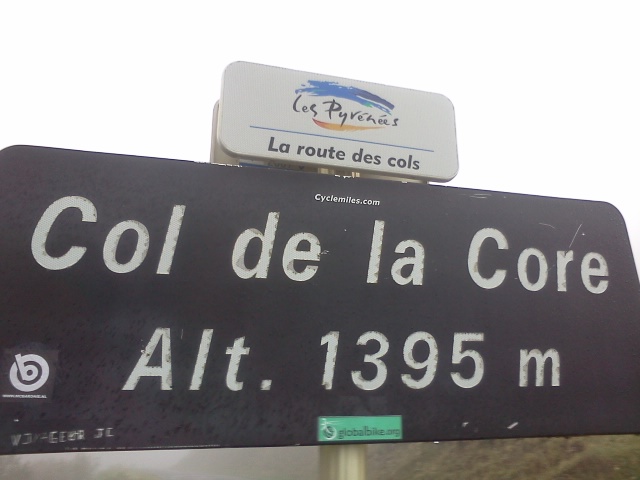 Les Pyrénées
La route des cols
Cyclemiles.com
Col de la Core
Alt. 1395 m
globalbike.org